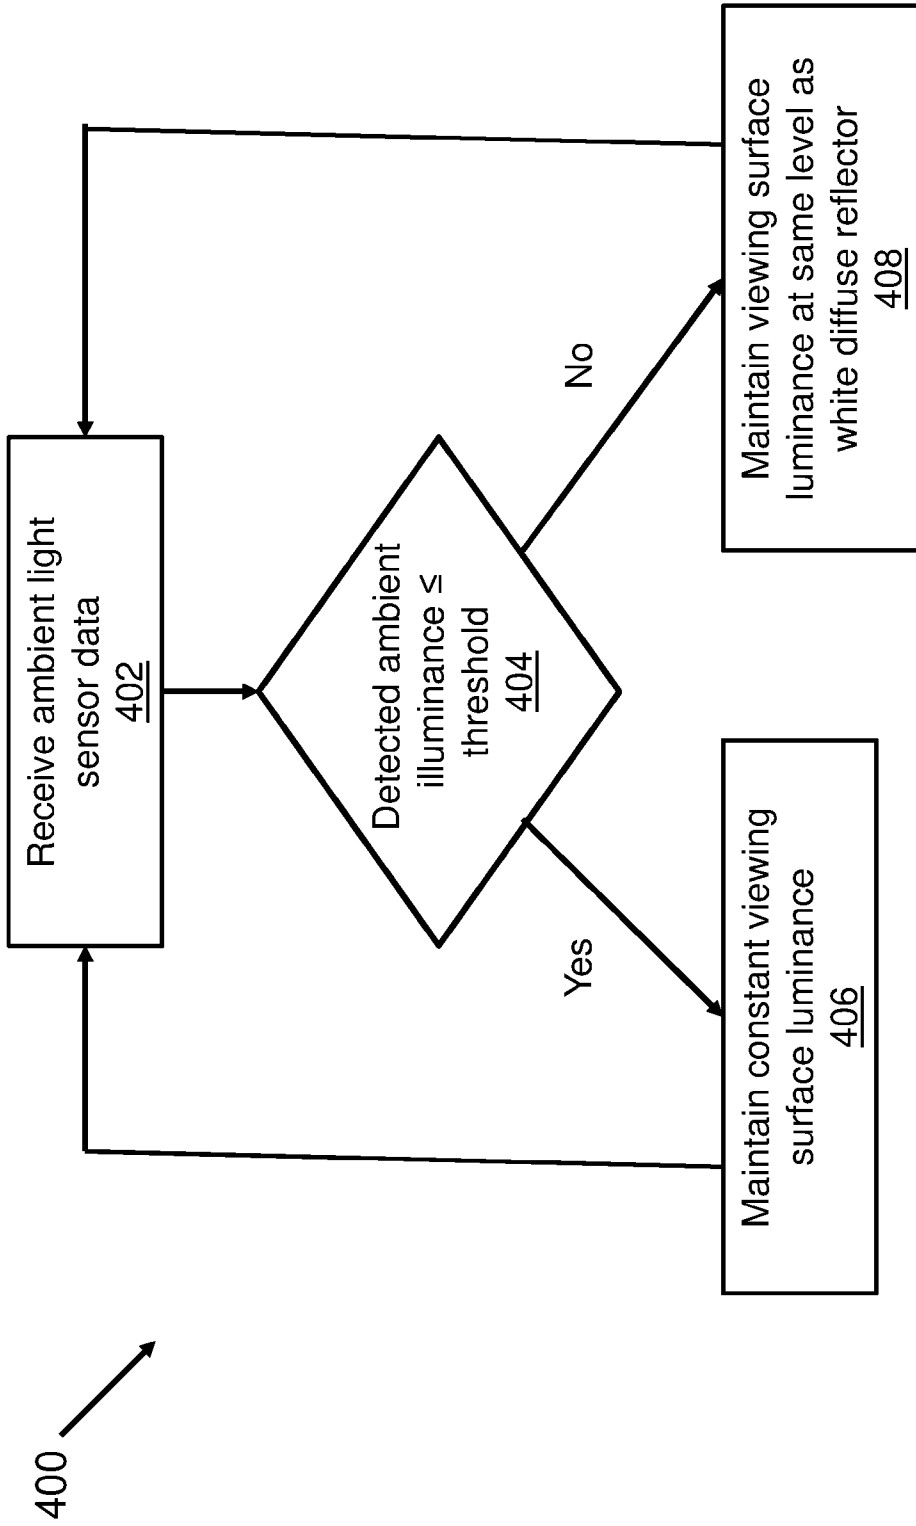 400
Receive ambient light
sensor data
402
Detected ambient
illuminance ≤
threshold
404
Yes
No
Maintain constant viewing
surface luminance
406
Maintain viewing surface
luminance at same level as
white diffuse reflector
408